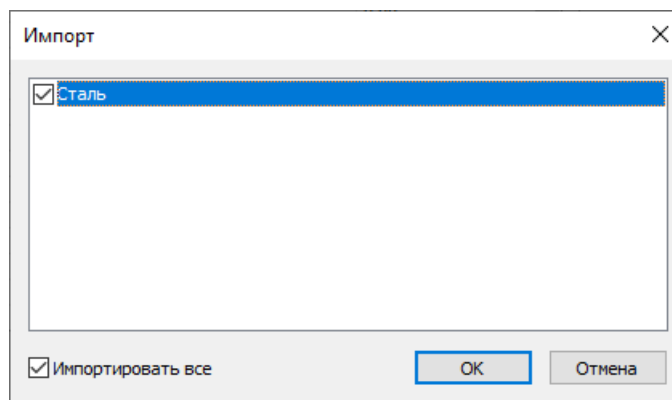 Импорт
Сталь
Импортировать все
OK
Отмена